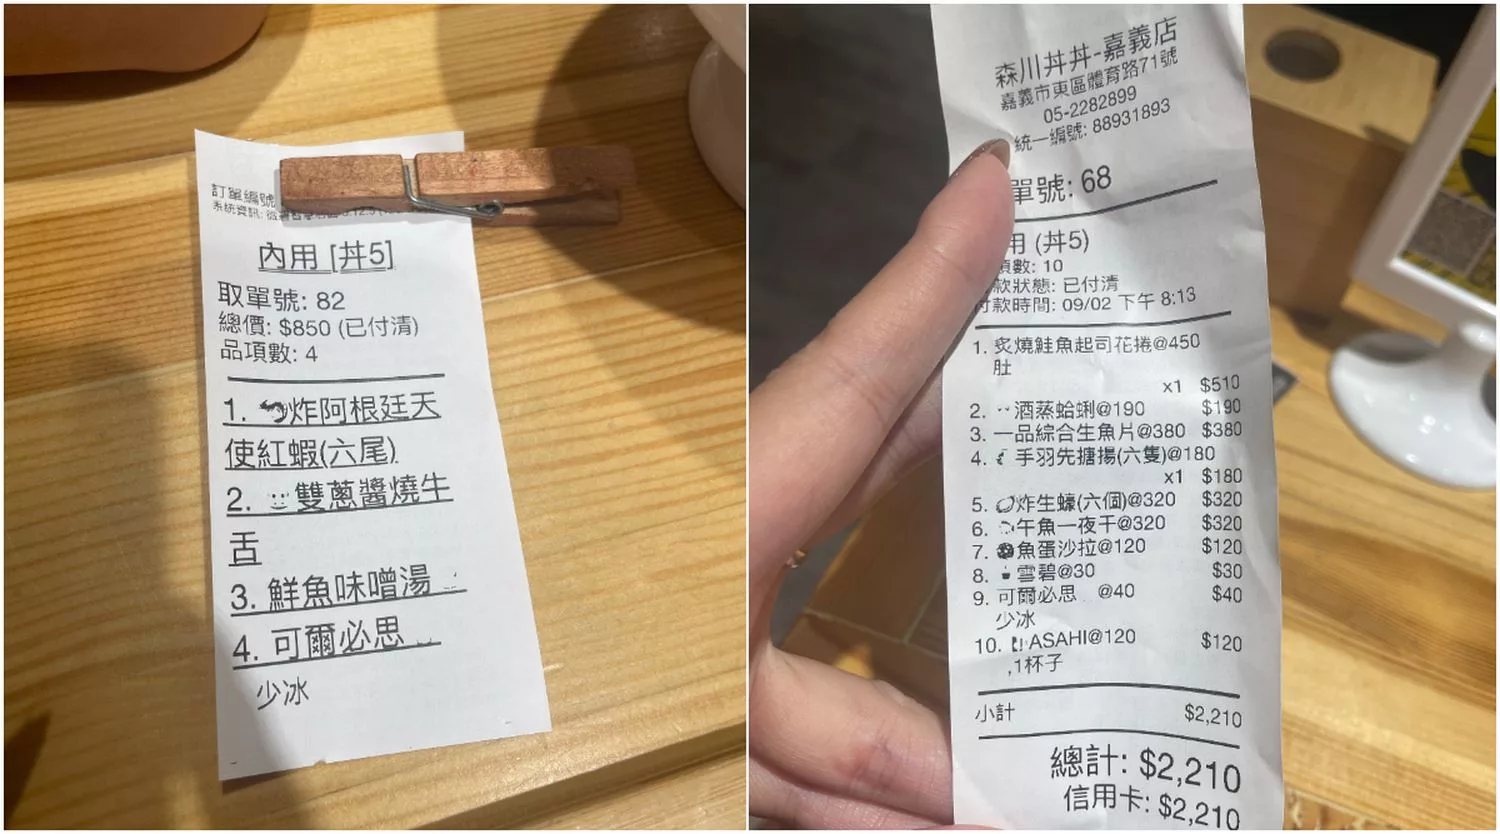 訂單編號
系統資訊:
內用 [丼5]
取單號: 82
總價: $850 (已付清)
品項數: 4
1. 炸阿根廷天
使紅蝦(六尾)
2. 雙蔥醬燒牛
舌
3. 鮮魚味噌湯
4. 可爾必思
少冰
森川丼丼-嘉義店
嘉義市東區體育路71號
05-2282899
統一編號: 88931893
單號: 68
用 (丼5)
項數: 10
款狀態: 已付清
付款時間: 09/02 下午 8:13
1. 炙燒鮭魚起司花捲@450
肚
x1 $510
2. 酒蒸蛤蜊@190 $190
3. 一品綜合生魚片@380 $380
4. 手羽先搪揚(六隻)@180
x1 $180
5. 炸生蠔(六個)@320 $320
6. 午魚一夜干@320 $320
7. 魚蛋沙拉@120 $120
8. 雪碧@30 $30
9. 可爾必思 @40 $40
少冰
10. ASAHI@120 $120
,1杯子
小計 $2,210
總計: $2,210
信用卡: $2,210